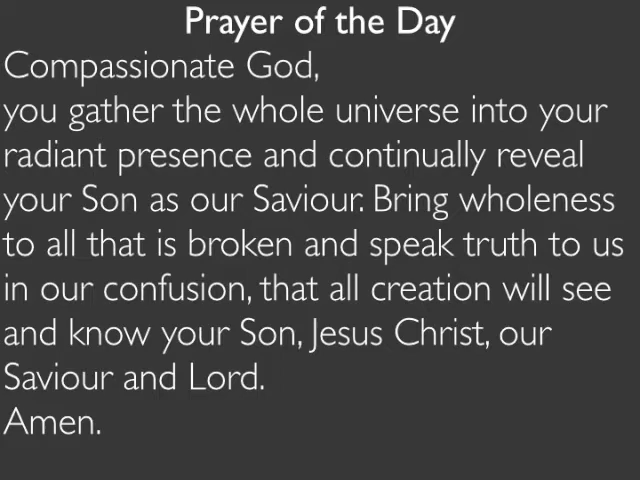 Prayer of the Day
Compassionate God,
you gather the whole universe into your
radiant presence and continually reveal
your Son as our Saviour. Bring wholeness
to all that is broken and speak truth to us
in our confusion, that all creation will see
and know your Son, Jesus Christ, our
Saviour and Lord.
Amen.